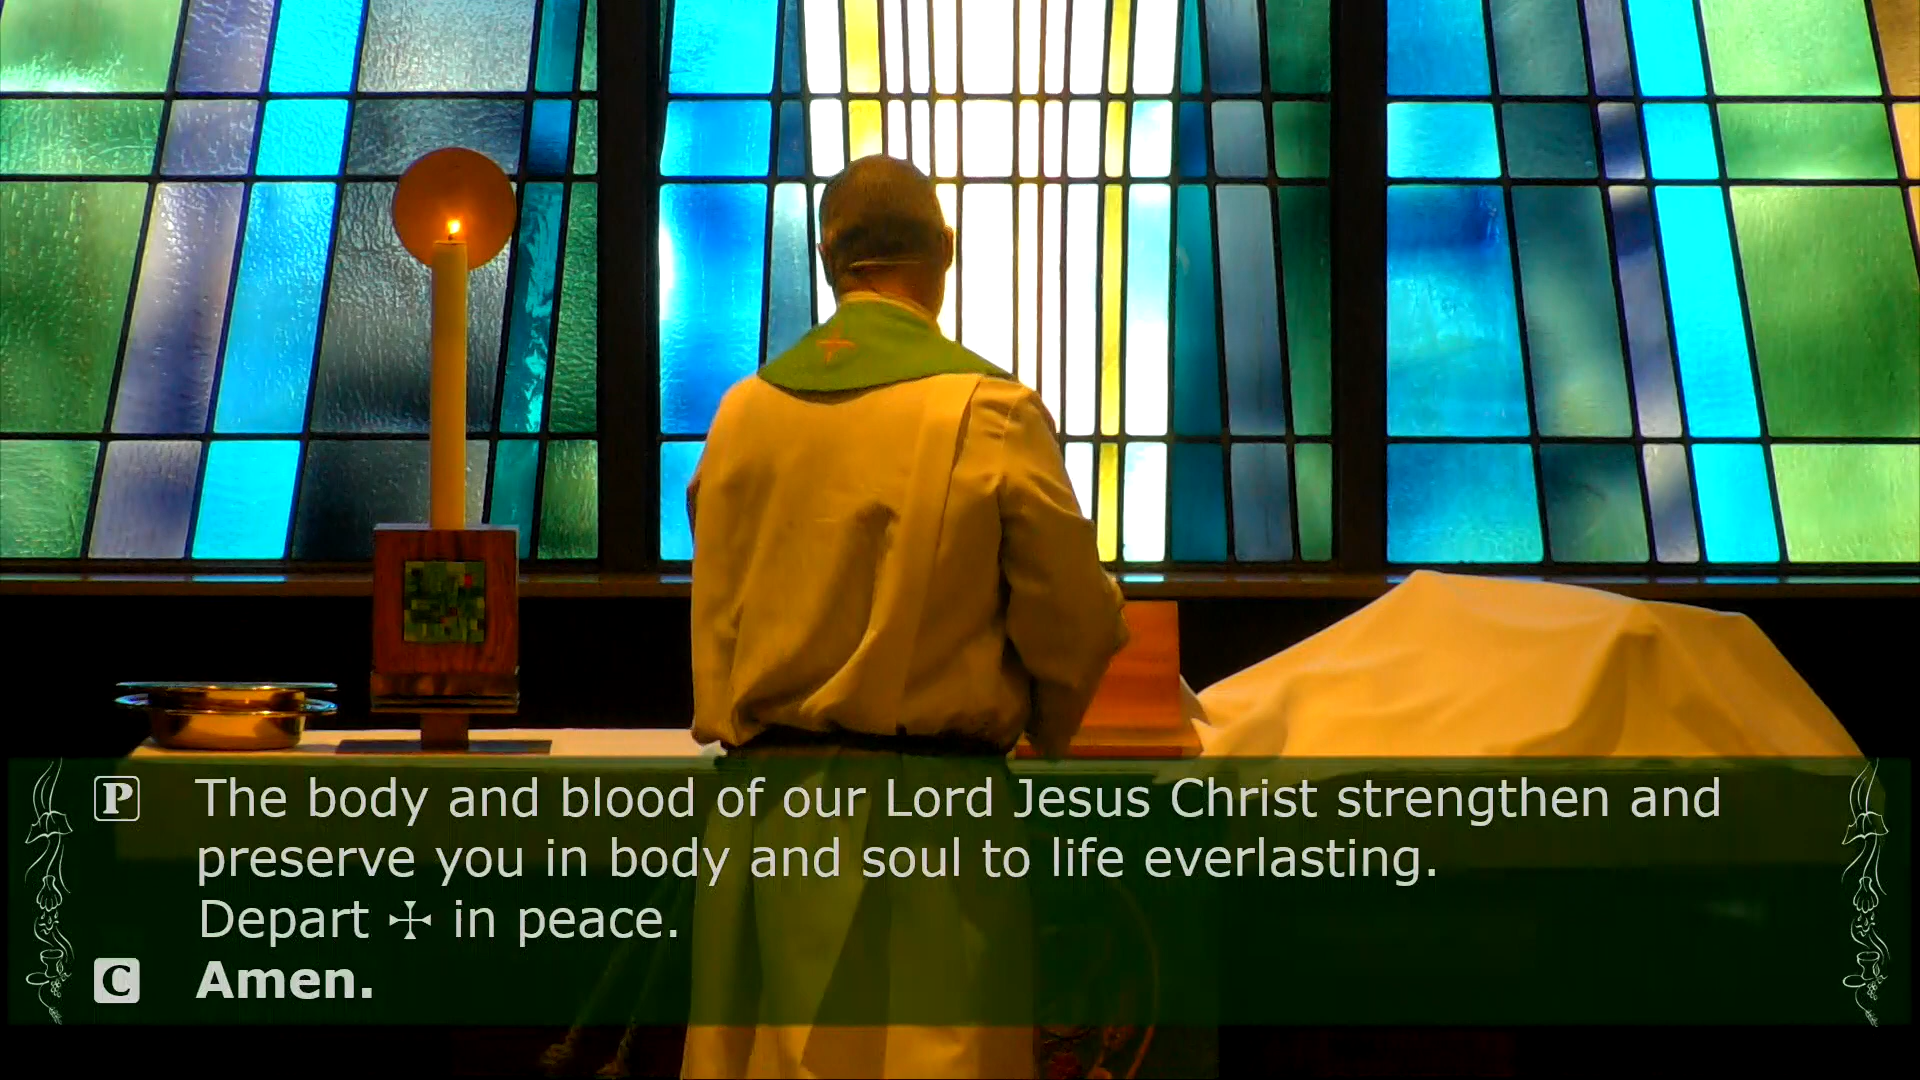 P The body and blood of our Lord Jesus Christ strengthen and
preserve you in body and soul to life everlasting.
Depart ☩ in peace.
C Amen.